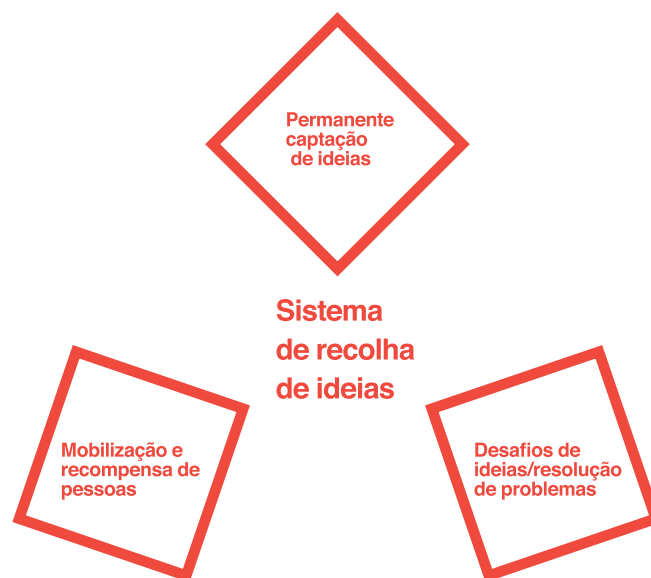 Permanente
captação
de ideias
Sistema
de recolha
de ideias
Mobilização e
recompensa de
pessoas
Desafios de
ideias/resolução
de problemas